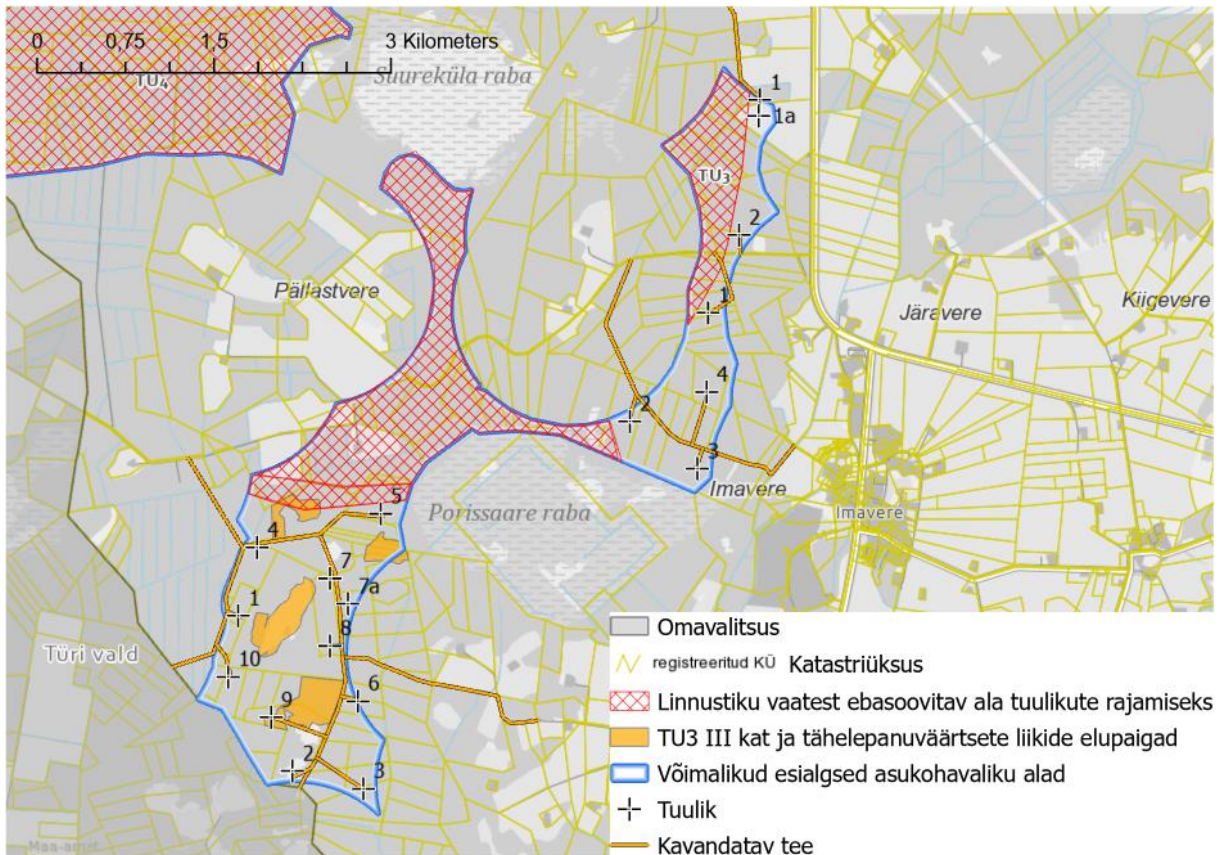 0 0,75 1,5 3 Kilometers
TU4
Suureküla raba
1
1a
TU3
2
Pällastvere
1
Järavere
Kiigevere
4
2
3
Imavere
5
Porissaare raba
Imavere
4
7
7a
1
8
Türi vald
10
6
9
2
3
Omavalitsus
registreeritud KÜ Katastriüksus
Linnustiku vaatest ebasoovitav ala tuulikute rajamiseks
TU3 III kat ja tähelepanuväärtsete liikide elupaigad
Võimalikud esialgsed asukohavaliku alad
Tuulik
Kavandatav tee